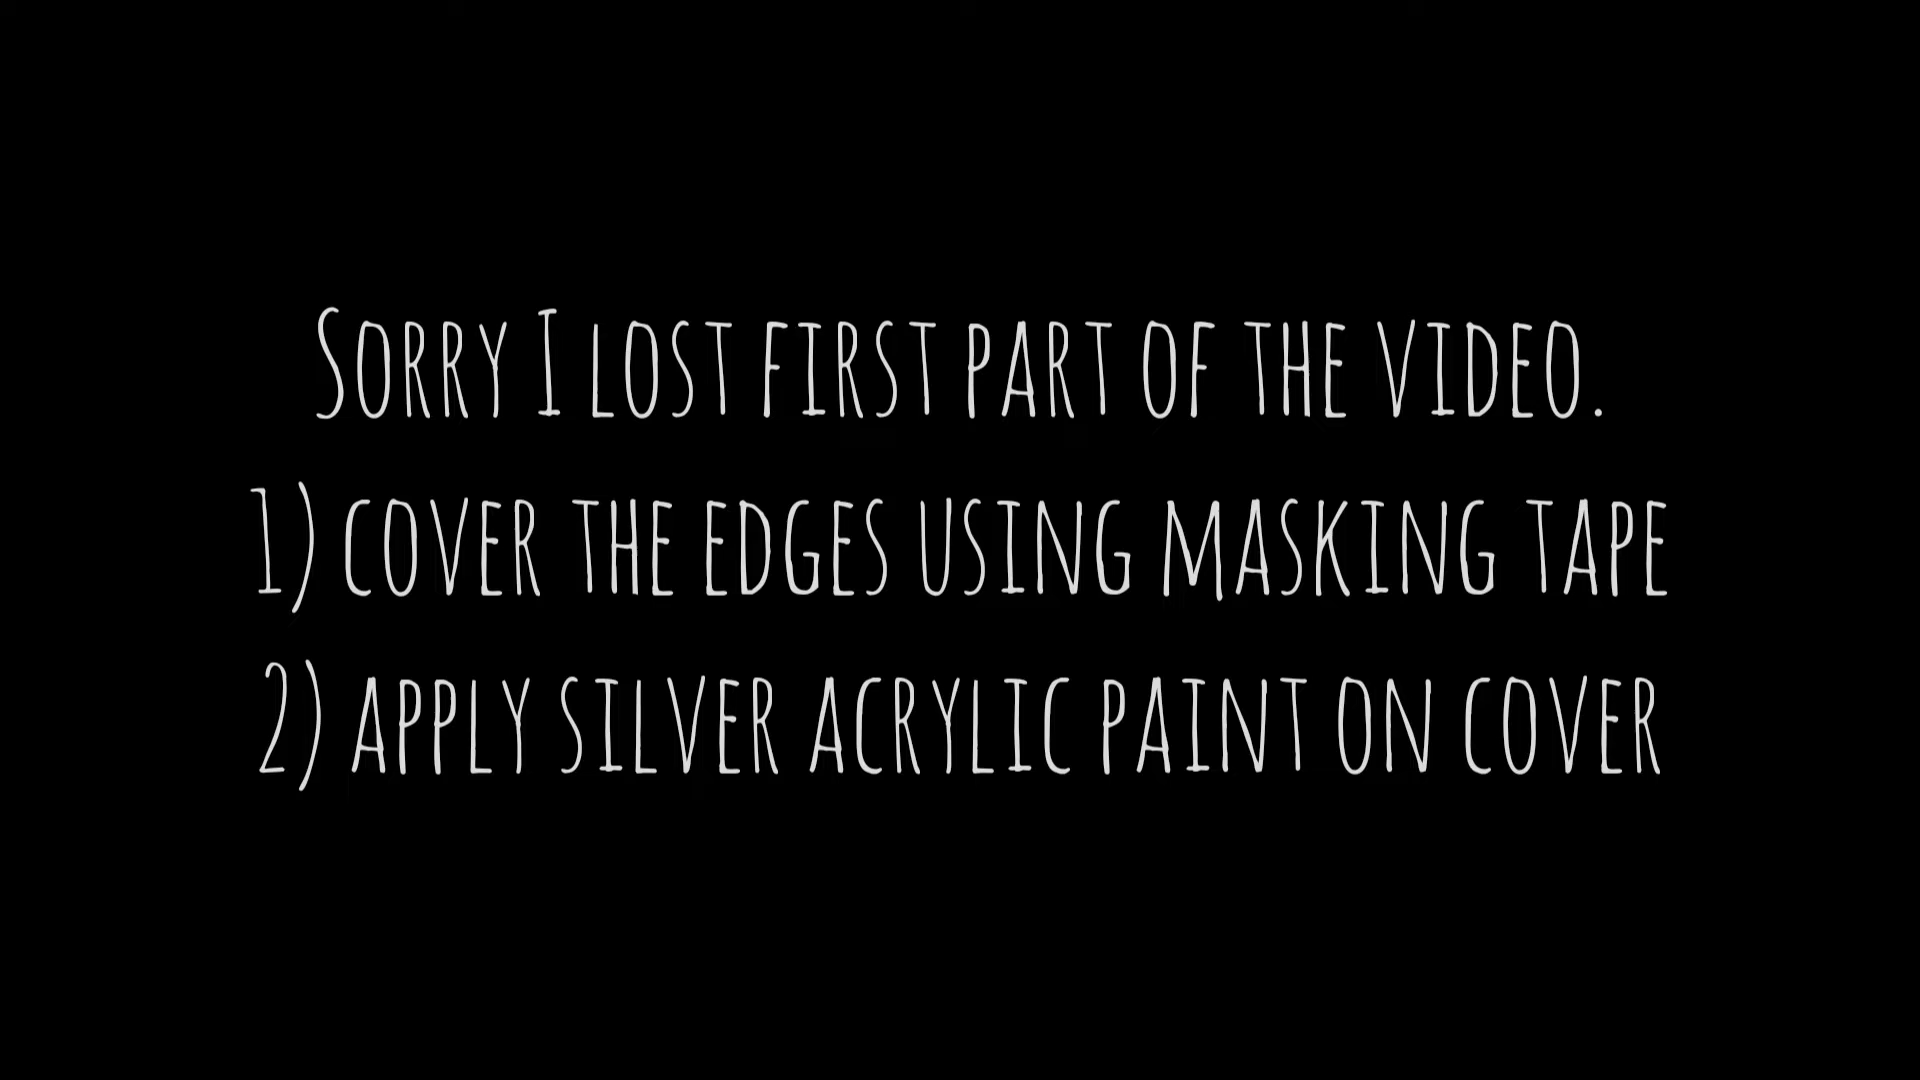 Sorry I lost first part of the video.
1) cover the edges using masking tape
2) apply silver acrylic paint on cover